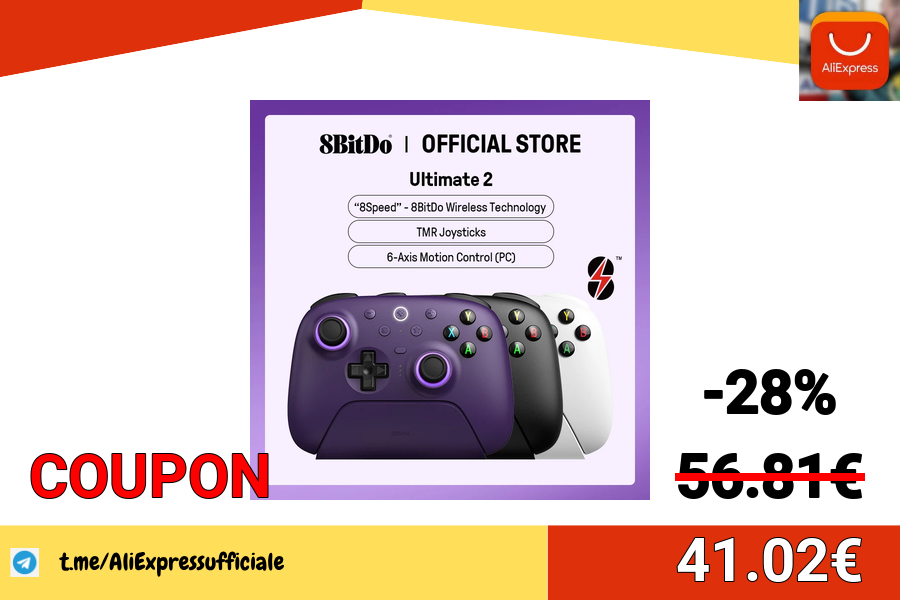 AliExpress
8BitDo | OFFICIAL STORE
Ultimate 2
“8Speed” - 8BitDo Wireless Technology
TMR Joysticks
6-Axis Motion Control (PC)
TM
Y
X B
A
Y
B
A
Y
B
A
-28%
COUPON
56.81€
t.me/AliExpressufficiale
41.02€